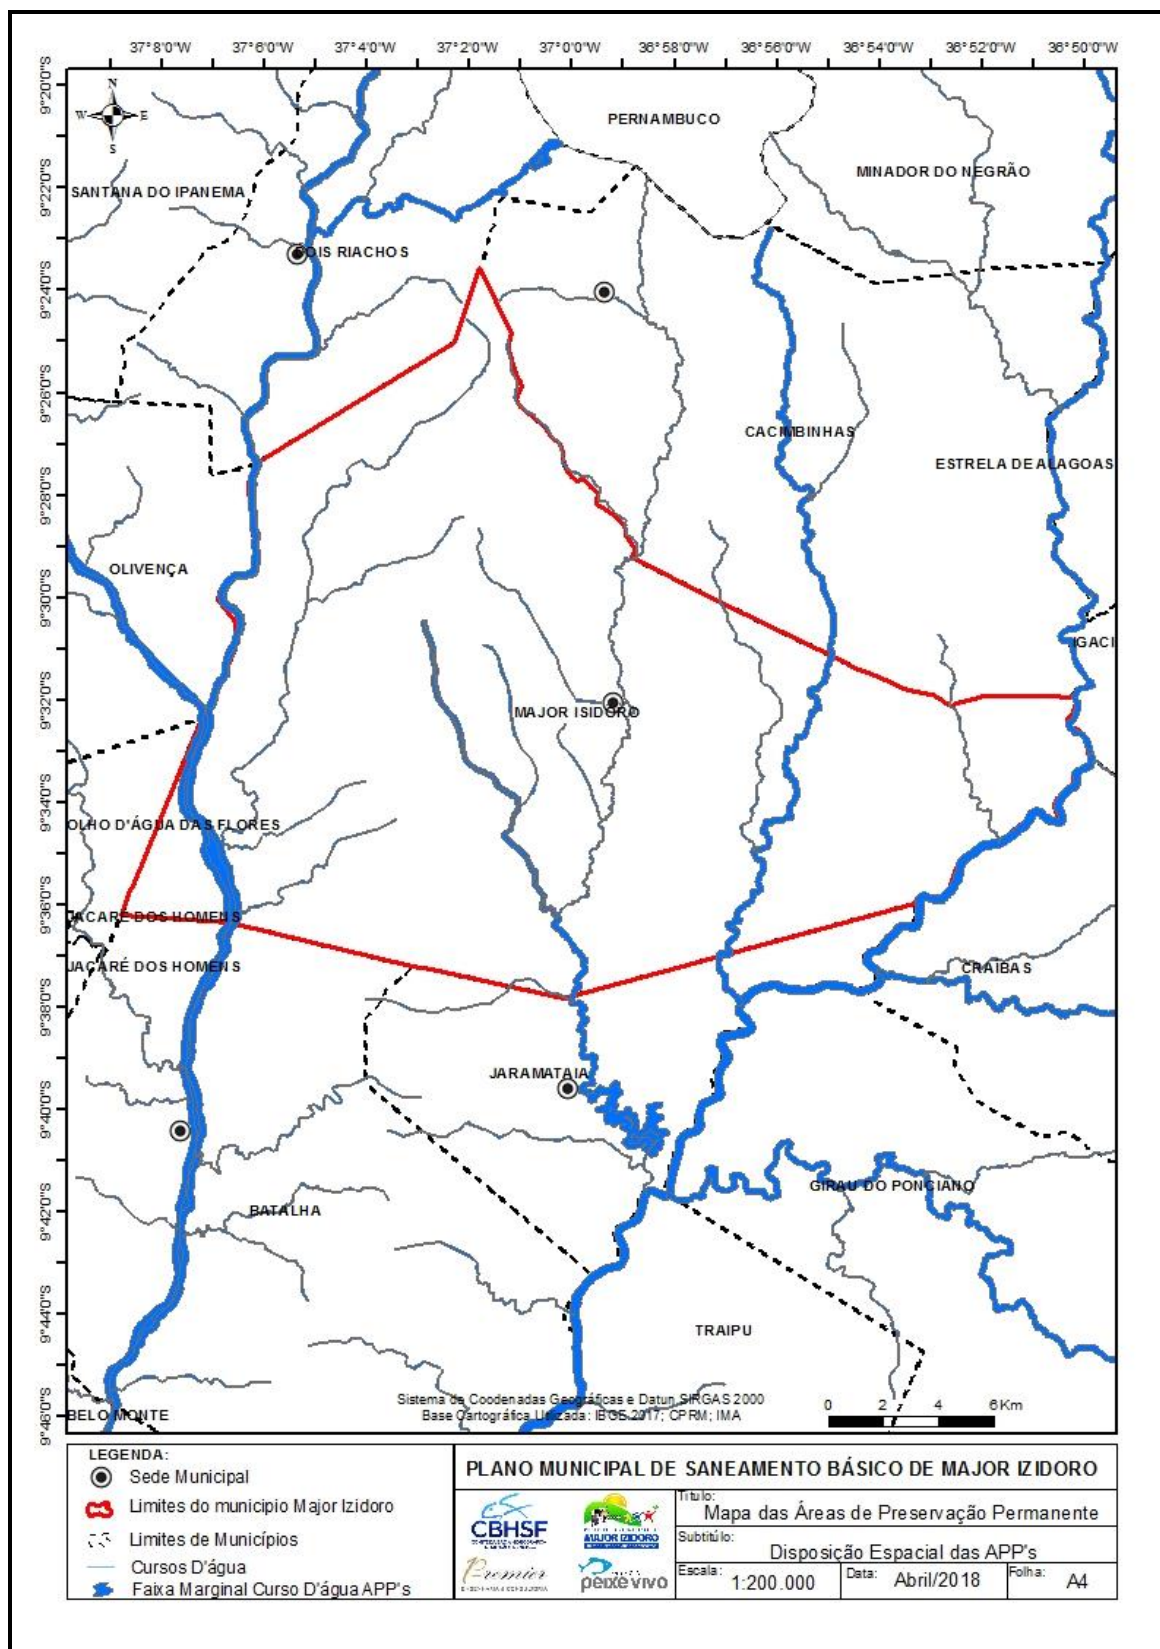 37°8'0"W 37°6'0"W 37°4'0"W 37°2'0"W 37°0'0"W 36°58'0"W 36°56'0"W 36°54'0"W 36°52'0"W 36°50'0"W
9°20'0"S
9°22'0"S
9°24'0"S
9°26'0"S
9°28'0"S
9°30'0"S
9°32'0"S
9°34'0"S
9°36'0"S
9°38'0"S
9°40'0"S
9°42'0"S
9°44'0"S
9°46'0"S
N
W E
S
PERNAMBUCO
MINADOR DO NEGRÃO
SANTANA DO IPANEMA
DOIS RIACHOS
CACIMBINHAS
ESTRELA DE ALAGOAS
OLIVENÇA
IGACI
MAJOR ISIDORO
OLHO D'ÁGUA DAS FLORES
JACARÉ DOS HOMENS
JACARÉ DOS HOMENS
CRAÍBAS
JARAMATAIA
GIRAU DO PONCIANO
BATALHA
TRAIPU
BELO MONTE
Sistema de Coodenadas Geográficas e Datun SIRGAS 2000
Base Cartográfica Utilizada: IBGE 2017; CPRM; IMA
0 2 4 6 Km
LEGENDA:
Sede Municipal
Limites do municipio Major Izidoro
Limites de Municípios
Cursos D'água
Faixa Marginal Curso D'água APP's
PLANO MUNICIPAL DE SANEAMENTO BÁSICO DE MAJOR IZIDORO
CBHSF
MAJOR IZIDORO
Premier
peixe vivo
Titulo:
Mapa das Áreas de Preservação Permanente
Subtitúlo:
Disposição Espacial das APP's
Escala: 1:200.000
Data: Abril/2018
Folha: A4